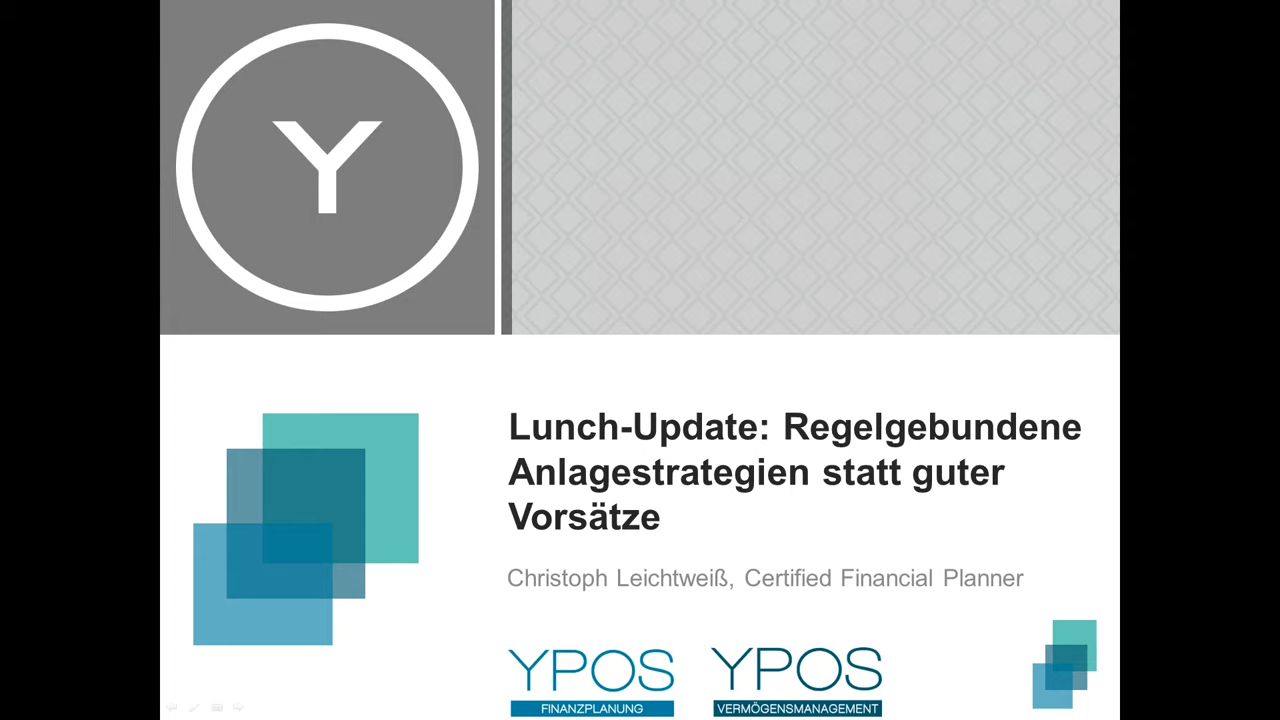 Y
Lunch-Update: Regelgebundene
Anlagestrategien statt guter
Vorsätze
Christoph Leichtweiß, Certified Financial Planner
YPOS YPOS
FINANZPLANUNG VERMÖGENSMANAGEMENT